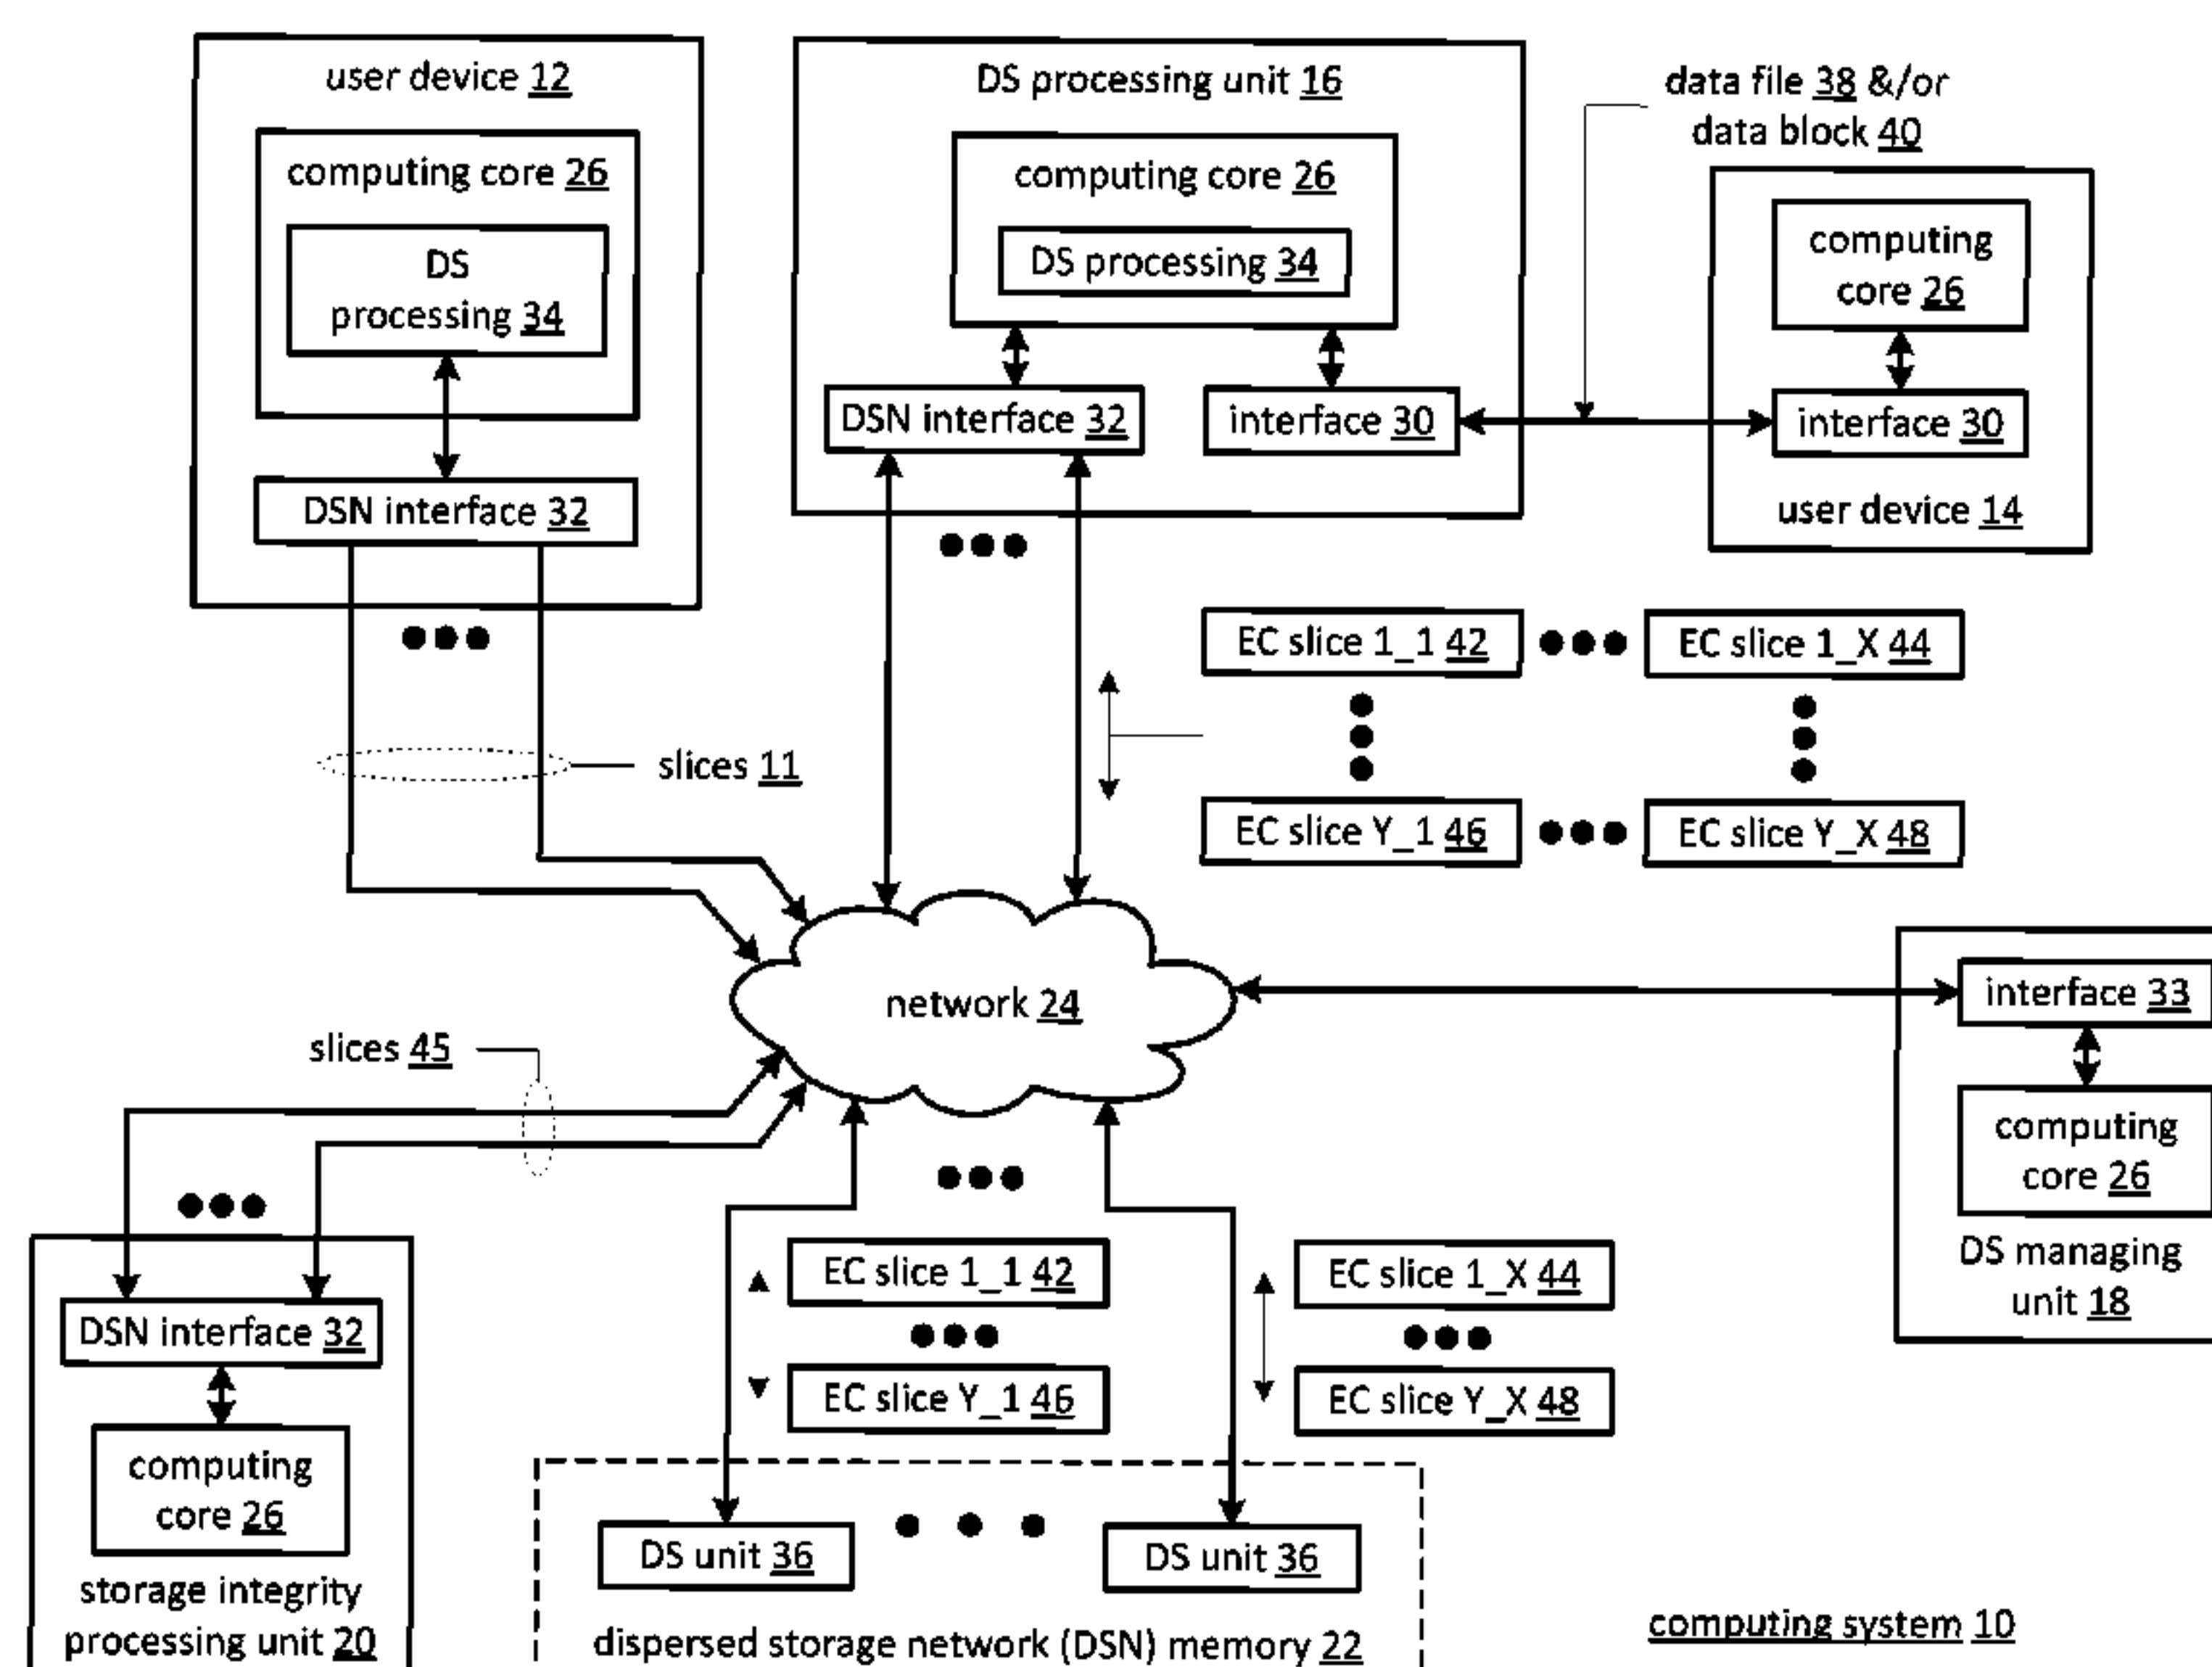 user device 12
computing core 26
DS
processing 34
DSN interface 32
DS processing unit 16
computing core 26
DS processing 34
DSN interface 32
interface 30
data file 38 &/or
data block 40
computing
core 26
interface 30
user device 14
slices 11
EC slice 1_1 42
EC slice 1_X 44
EC slice Y_1 46
EC slice Y_X 48
network 24
interface 33
computing
core 26
DS managing
unit 18
slices 45
DSN interface 32
computing
core 26
storage integrity
processing unit 20
EC slice 1_1 42
EC slice Y_1 46
EC slice 1_X 44
EC slice Y_X 48
DS unit 36
DS unit 36
dispersed storage network (DSN) memory 22
computing system 10